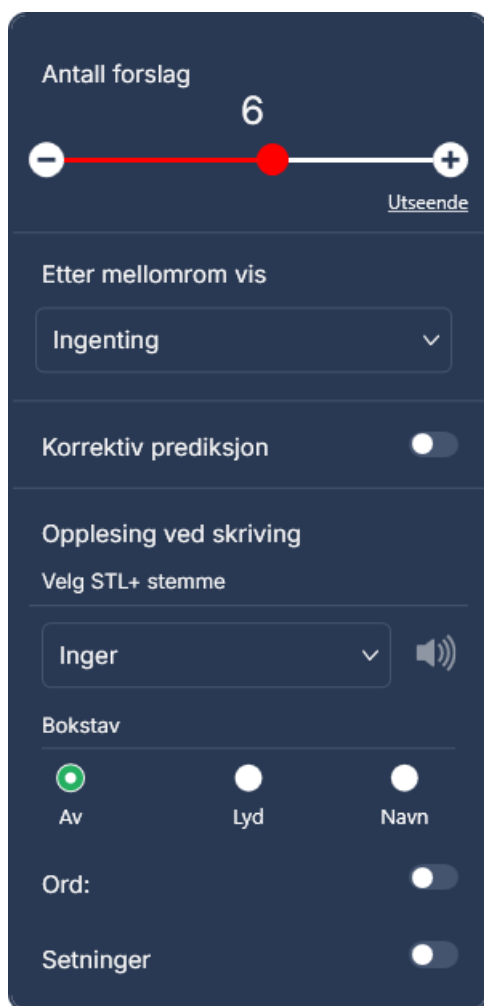 Antall forslag
6
Utseende
Etter mellomrom vis
Ingenting
Korrektiv prediksjon
Opplesing ved skriving
Velg STL+ stemme
Inger
Bokstav
Av Lyd Navn
Ord:
Setninger